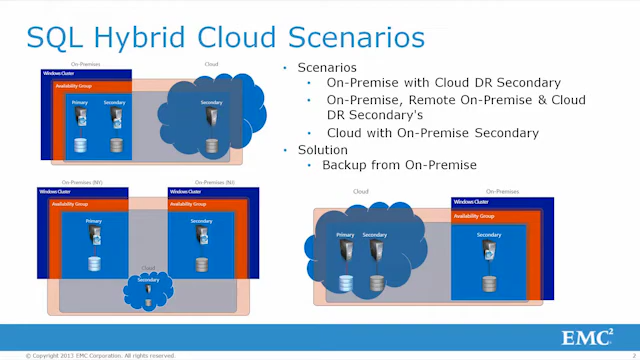 SQL Hybrid Cloud Scenarios
On-Premises
Cloud
Windows Cluster
Availability Group
Primary
Secondary
Secondary
• Scenarios
• On-Premise with Cloud DR Secondary
• On-Premise, Remote On-Premise & Cloud
DR Secondary's
• Cloud with On-Premise Secondary
• Solution
• Backup from On-Premise
On-Premises (NY)
On-Premises (NJ)
Windows Cluster
Windows Cluster
Availability Group
Availability Group
Primary
Secondary
Cloud
Secondary
Cloud
On-Premises
Windows Cluster
Availability Group
Primary
Secondary
Secondary
EMC²
© Copyright 2013 EMC Corporation. All rights reserved.
2